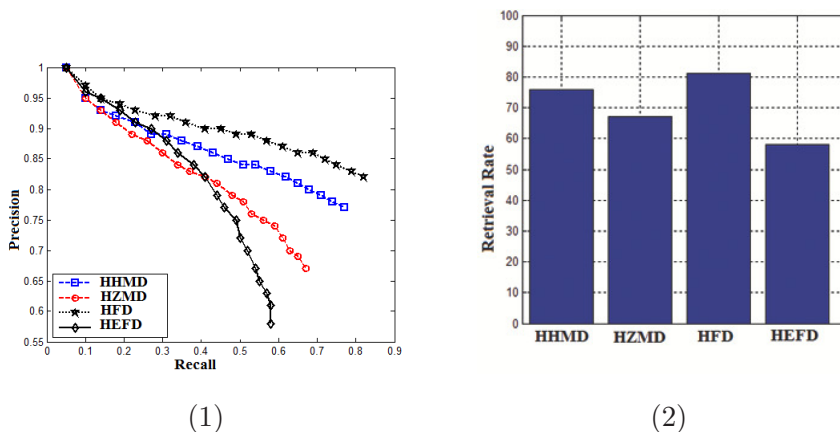 1
0.95
0.9
0.85
0.8
0.75
0.7
0.65
0.6
0.55
Precision
HHMD
HZMD
HFD
HEFD
0 0.1 0.2 0.3 0.4 0.5 0.6 0.7 0.8 0.9
Recall
(1)
100
90
80
70
60
50
40
30
20
10
0
Retrieval Rate
HHMD HZMD HFD HEFD
(2)